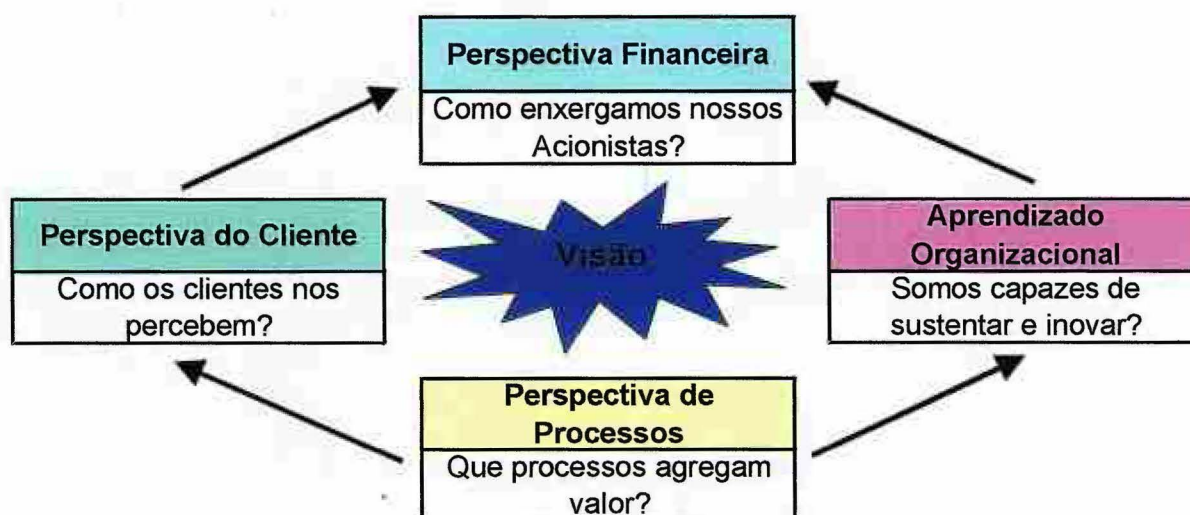 Perspectiva Financeira
Como enxergamos nossos
Acionistas?
Perspectiva do Cliente
Como os clientes nos
percebem?
Visão
Aprendizado
Organizacional
Somos capazes de
sustentar e inovar?
Perspectiva de
Processos
Que processos agregam
valor?